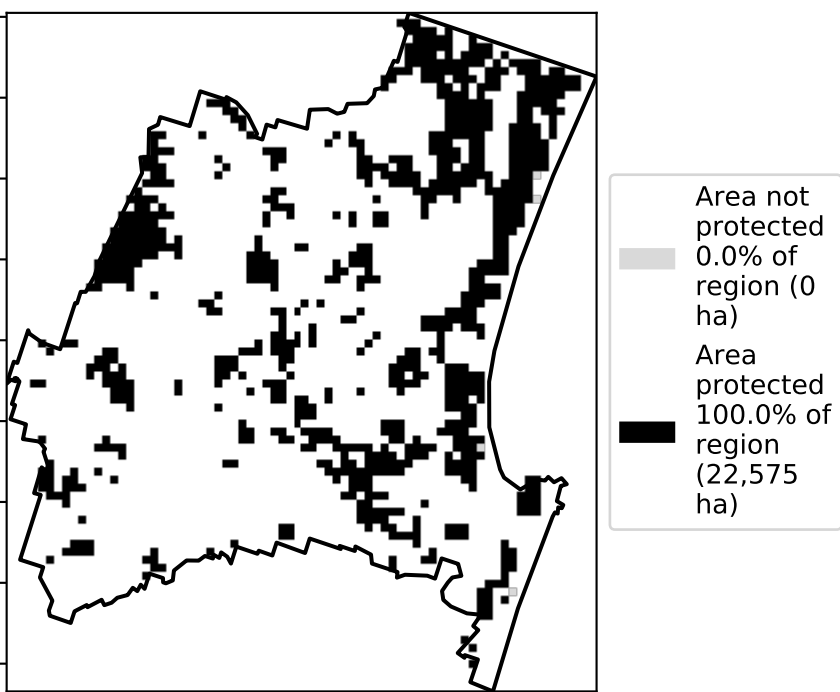 Area not
protected
0.0% of
region (0
ha)
Area
protected
100.0% of
region
(22,575
ha)